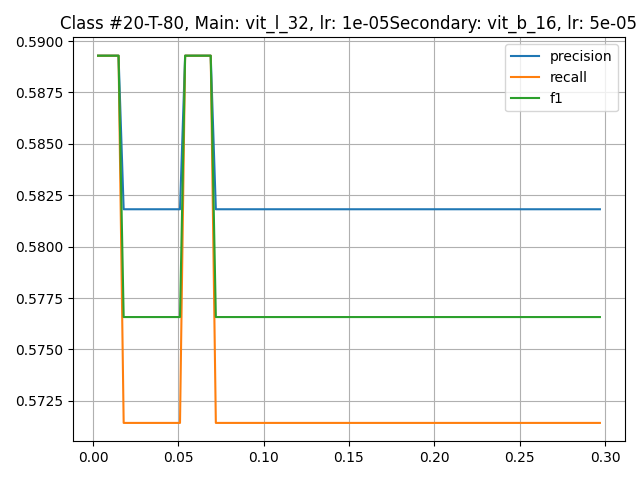 Class #20-T-80, Main: vit_l_32, lr: 1e-05Secondary: vit_b_16, lr: 5e-05
precision
recall
f1
0.5900
0.5875
0.5850
0.5825
0.5800
0.5775
0.5750
0.5725
0.00 0.05 0.10 0.15 0.20 0.25 0.30